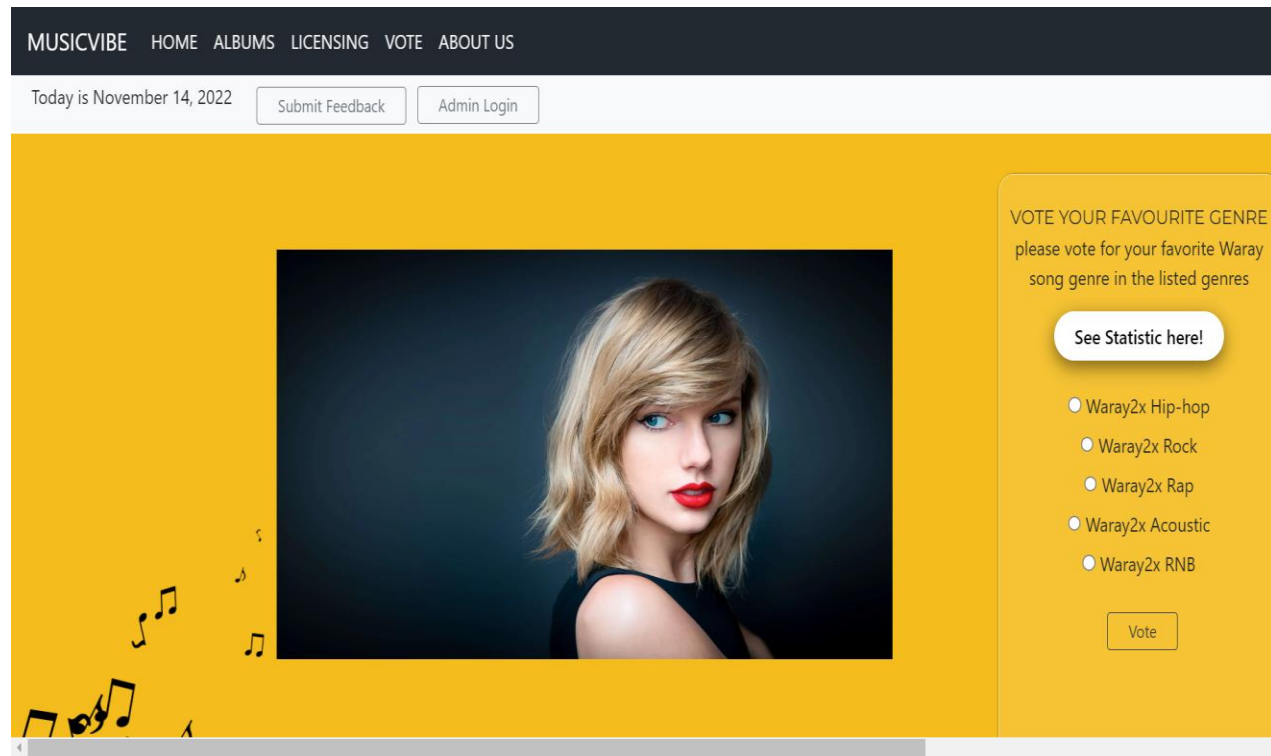 MUSICVIBE HOME ALBUMS LICENSING VOTE ABOUT US
Today is November 14, 2022 Submit Feedback Admin Login
VOTE YOUR FAVOURITE GENRE
please vote for your favorite Waray
song genre in the listed genres
See Statistic here!
Waray2x Hip-hop
Waray2x Rock
Waray2x Rap
Waray2x Acoustic
Waray2x RNB
Vote